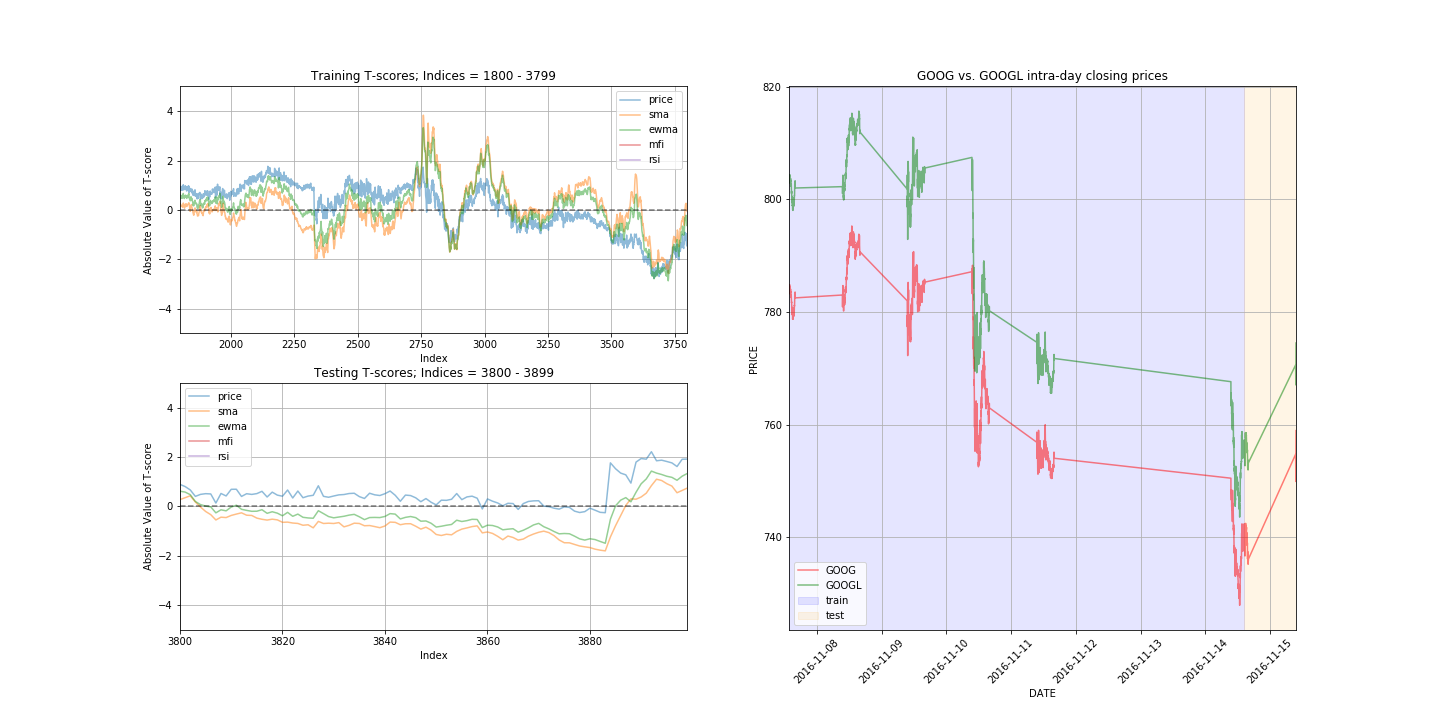 Training T-scores; Indices = 1800 - 3799
Absolute Value of T-score
4
2
0
−2
−4
price
sma
ewma
mfi
rsi
2000 2250 2500 2750 3000 3250 3500 3750
Index
Testing T-scores; Indices = 3800 - 3899
Absolute Value of T-score
4
2
0
−2
−4
price
sma
ewma
mfi
rsi
3800 3820 3840 3860 3880
Index
GOOG vs. GOOGL intra-day closing prices
PRICE
820
800
780
760
740
GOOG
GOOGL
train
test
2016-11-08 2016-11-09 2016-11-10 2016-11-11 2016-11-12 2016-11-13 2016-11-14 2016-11-15
DATE